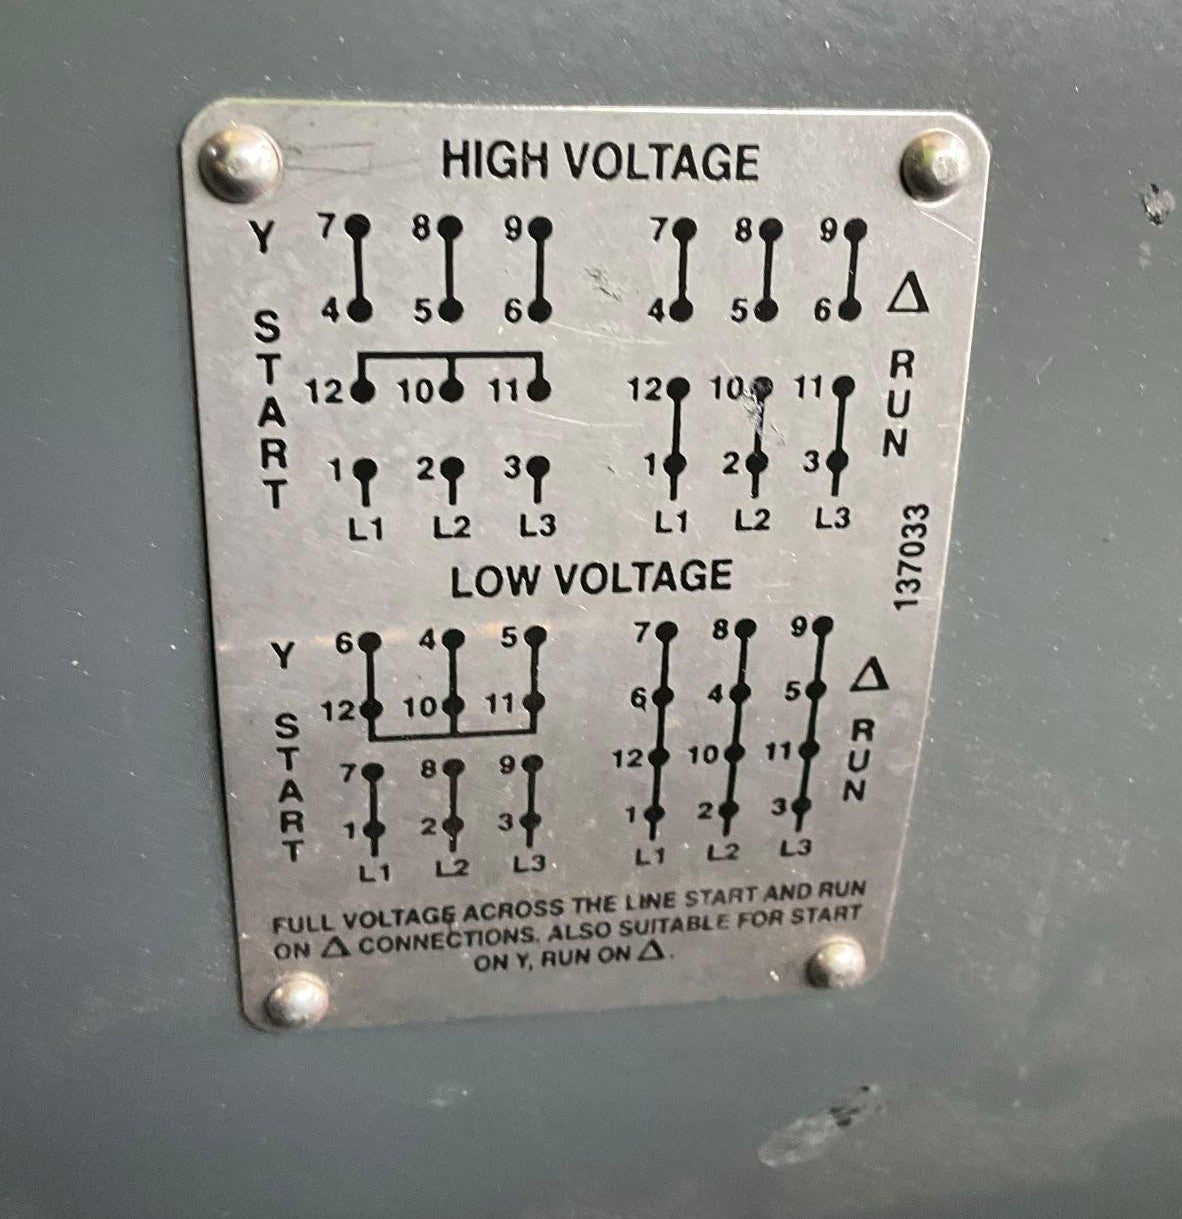 HIGH VOLTAGE
Y START
7 8 9
4 5 6
12 10 11
1 2 3
L1 L2 L3
7 8 9
4 5 6
12 10 11
1 2 3
L1 L2 L3
Δ RUN
137033
LOW VOLTAGE
Y START
6 4 5
12 10 11
7 8 9
1 2 3
L1 L2 L3
7 8 9
6 4 5
12 10 11
1 2 3
L1 L2 L3
Δ RUN
FULL VOLTAGE ACROSS THE LINE START AND RUN
ON Δ CONNECTIONS. ALSO SUITABLE FOR START
ON Y, RUN ON Δ.